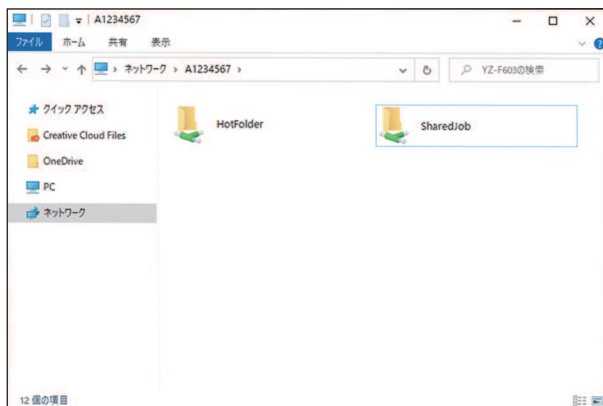 A1234567
ファイル ホーム 共有 表示
ネットワーク › A1234567 ›
YZ-F603の検索
クイック アクセス
Creative Cloud Files
OneDrive
PC
ネットワーク
HotFolder
SharedJob
12 個の項目